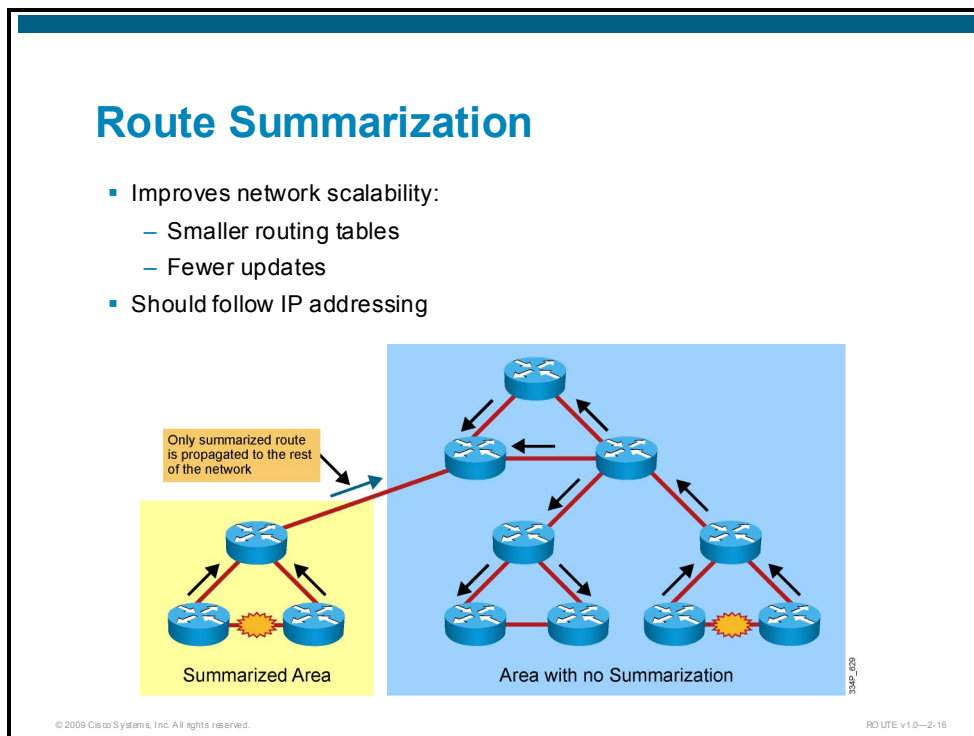 Route Summarization
▪ Improves network scalability:
– Smaller routing tables
– Fewer updates
▪ Should follow IP addressing
Only summarized route
is propagated to the rest
of the network
Summarized Area
Area with no Summarization
334P_629
© 2009 Cisco Systems, Inc. All rights reserved.
ROUTE v1.0—2-16